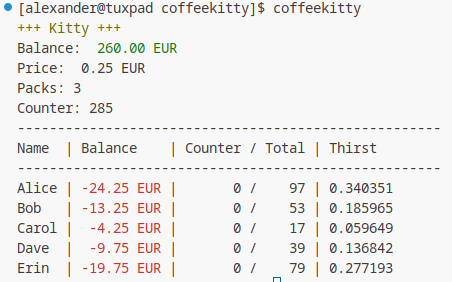 [alexander@tuxpad coffeekitty]$ coffeekitty
+++ Kitty +++
Balance:  260.00 EUR
Price:  0.25 EUR
Packs: 3
Counter: 285
-----------------------------------------------------
Name  | Balance    | Counter / Total | Thirst
-----------------------------------------------------
Alice | -24.25 EUR |       0 /    97 | 0.340351
Bob   | -13.25 EUR |       0 /    53 | 0.185965
Carol |  -4.25 EUR |       0 /    17 | 0.059649
Dave  |  -9.75 EUR |       0 /    39 | 0.136842
Erin  | -19.75 EUR |       0 /    79 | 0.277193